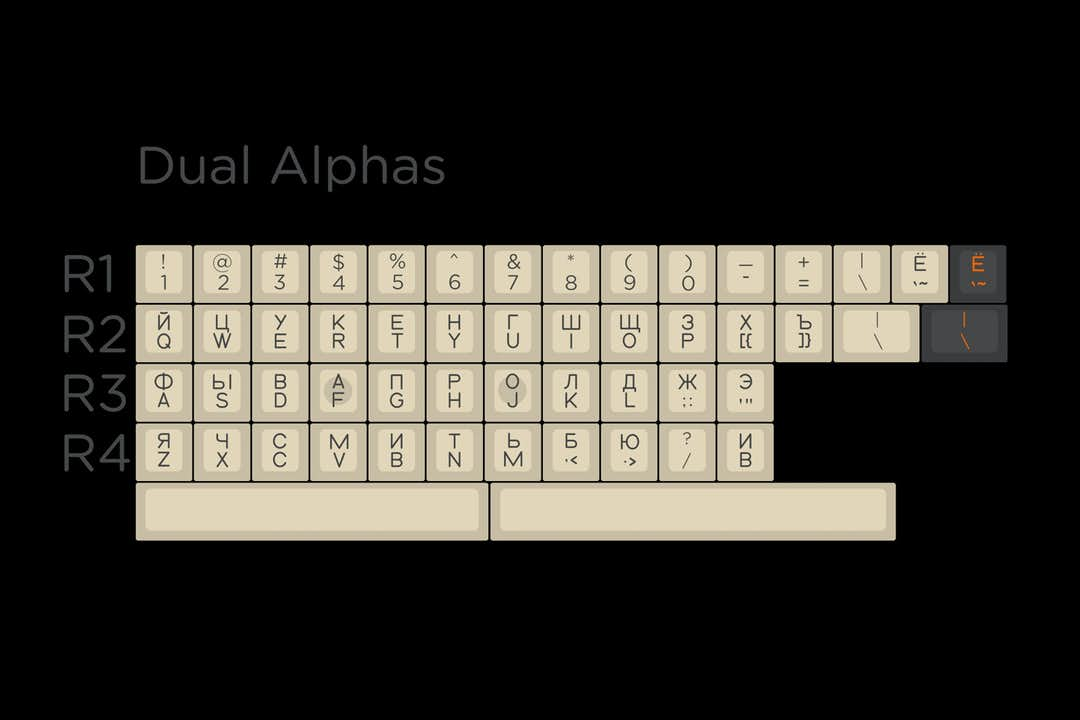 Dual Alphas
R1 ! @ # $ % ^ & * ( ) — + | Ё Ё
1 2 3 4 5 6 7 8 9 0 - = \ `~ `~
R2 Й Ц У К Е Н Г Ш Щ З Х Ъ | |
Q W E R T Y U I O P [{ ]} \ \
R3 Ф Ы В А П Р О Л Д Ж Э
A S D F G H J K L ;: '"
R4 Я Ч С М И Т Ь Б Ю ? И
Z X C V B N M ,< .> / B